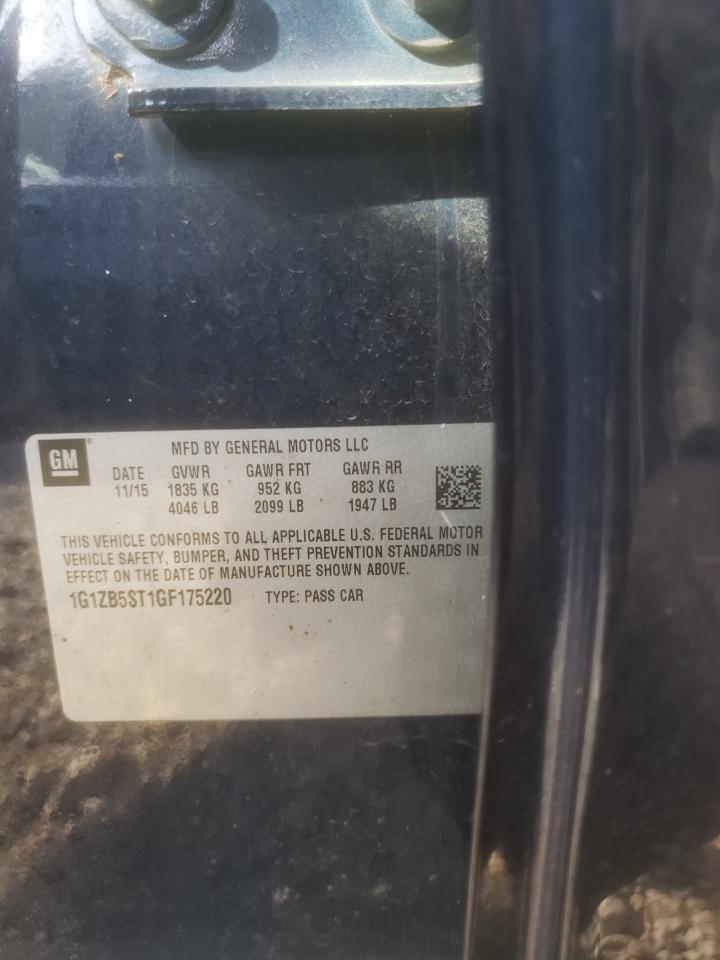 GM®
MFD BY GENERAL MOTORS LLC
DATE GVWR GAWR FRT GAWR RR
11/15 1835 KG 952 KG 883 KG
4046 LB 2099 LB 1947 LB
THIS VEHICLE CONFORMS TO ALL APPLICABLE U.S. FEDERAL MOTOR
VEHICLE SAFETY, BUMPER, AND THEFT PREVENTION STANDARDS IN
EFFECT ON THE DATE OF MANUFACTURE SHOWN ABOVE.
1G1ZB5ST1GF175220 TYPE: PASS CAR